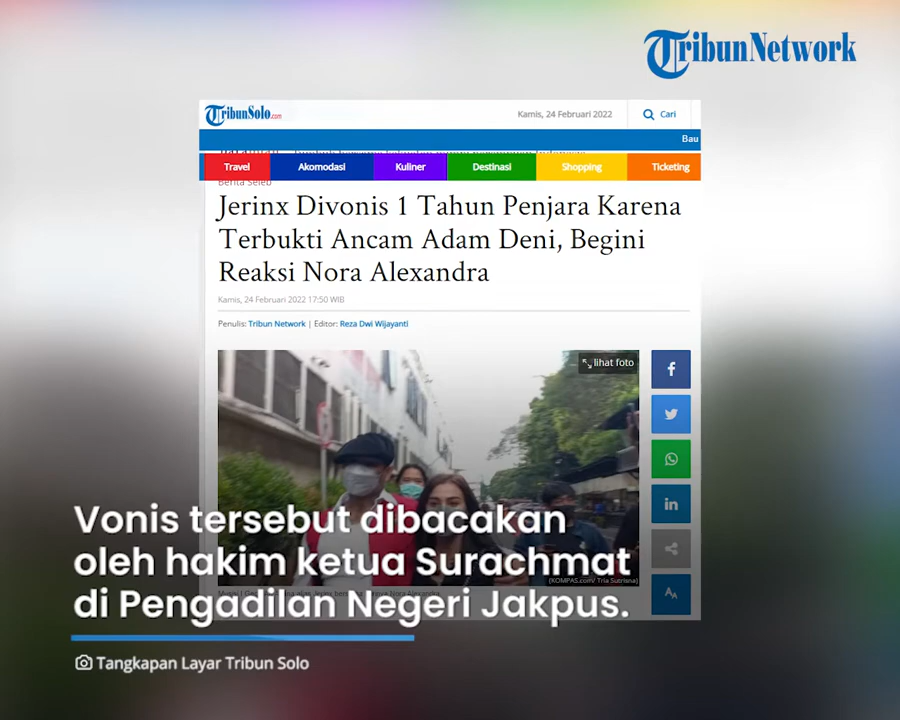 TribunNetwork
TribunSolo.com
Kamis, 24 Februari 2022
Cari
Bau
Travel
Akomodasi
Kuliner
Destinasi
Shopping
Ticketing
Berita Seleb
Jerinx Divonis 1 Tahun Penjara Karena
Terbukti Ancam Adam Deni, Begini
Reaksi Nora Alexandra
Kamis, 24 Februari 2022 17:50 WIB
Penulis: Tribun Network | Editor: Reza Dwi Wijayanti
lihat foto
(KOMPAS.com/ Tria Sutrisna)
Vonis tersebut dibacakan
oleh hakim ketua Surachmat
di Pengadilan Negeri Jakpus.
Tangkapan Layar Tribun Solo